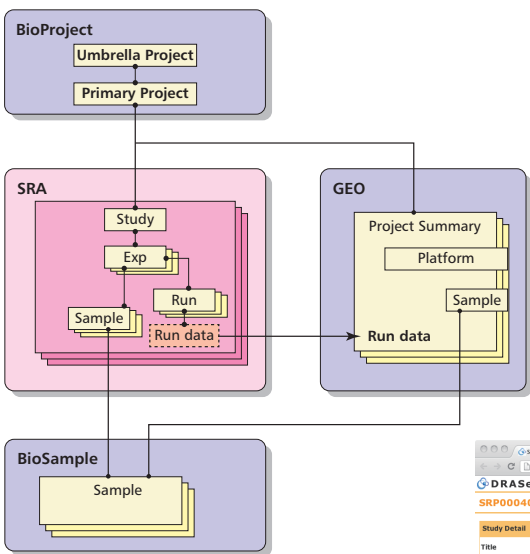 BioProject
Umbrella Project
Primary Project
SRA
Study
Exp
Run
Sample
Run data
GEO
Project Summary
Platform
Sample
Run data
BioSample
Sample
DRASe
SRP00040
Study Detail
Title